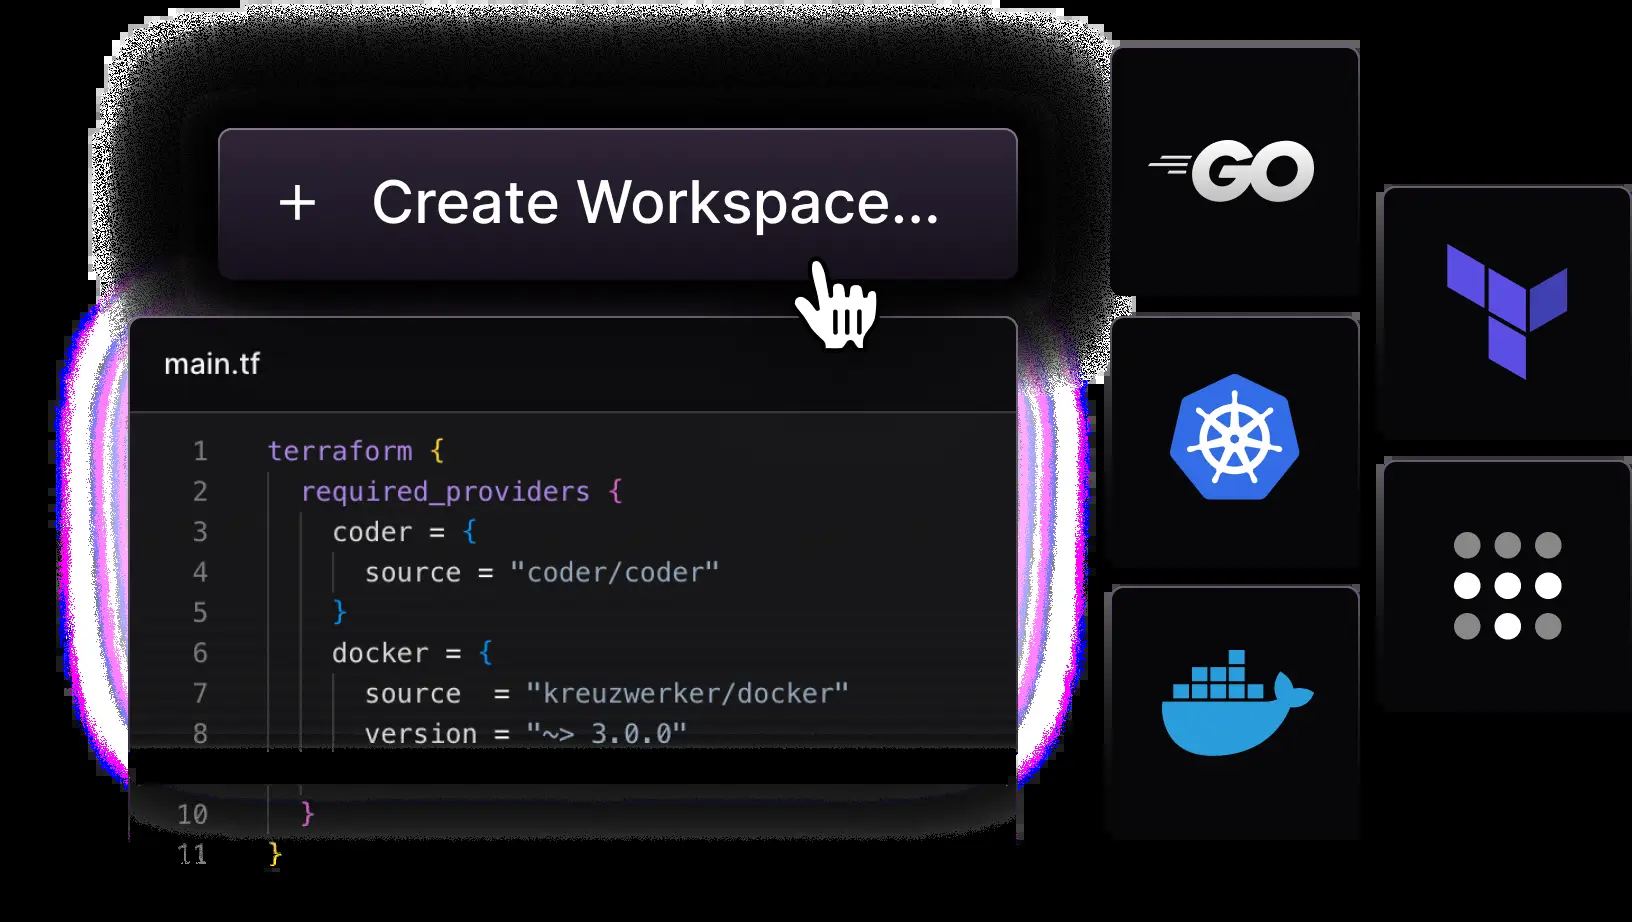 + Create Workspace...
main.tf
1 terraform {
2 required_providers {
3 coder = {
4 source = "coder/coder"
5 }
6 docker = {
7 source  = "kreuzwerker/docker"
8 version = "~> 3.0.0"
10 }
11 }
GO